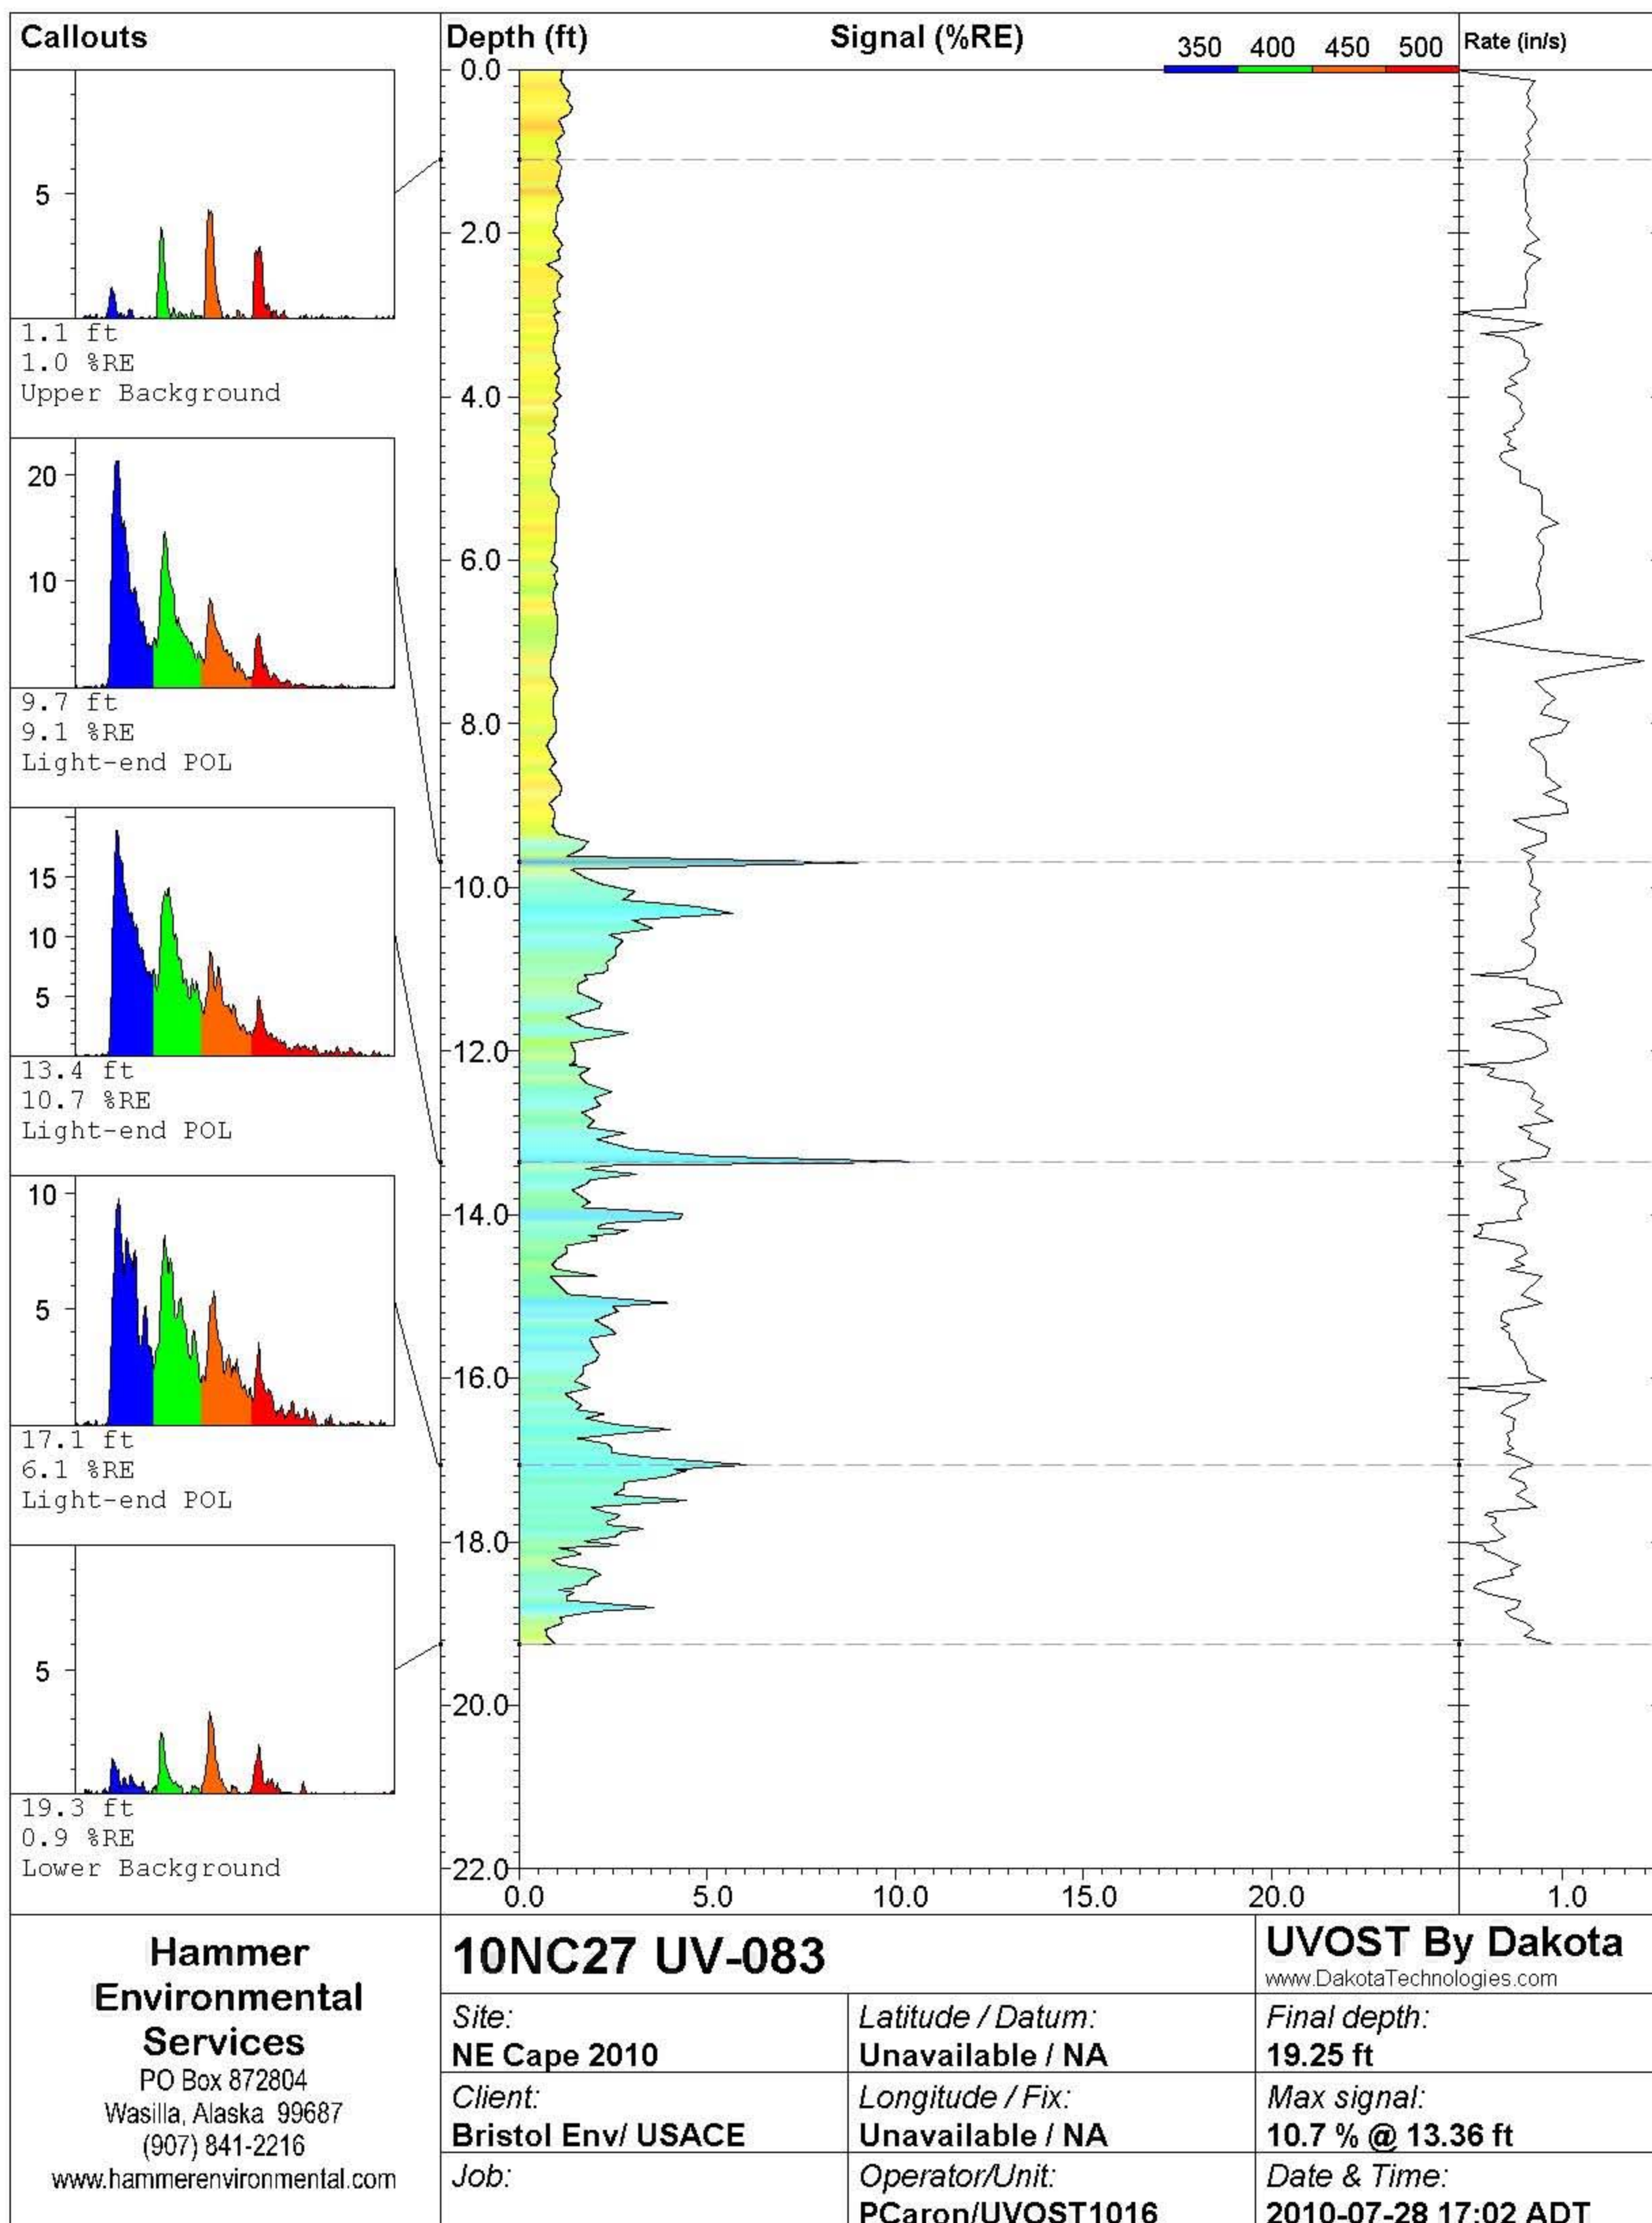 Callouts
Depth (ft)
Signal (%RE)
350 400 450 500
Rate (in/s)
5
1.1 ft
1.0 %RE
Upper Background
20
10
9.7 ft
9.1 %RE
Light-end POL
15
10
5
13.4 ft
10.7 %RE
Light-end POL
10
5
17.1 ft
6.1 %RE
Light-end POL
5
19.3 ft
0.9 %RE
Lower Background
0.0
2.0
4.0
6.0
8.0
10.0
12.0
14.0
16.0
18.0
20.0
22.0
0.0 5.0 10.0 15.0 20.0
1.0
Hammer
Environmental
Services
PO Box 872804
Wasilla, Alaska 99687
(907) 841-2216
www.hammerenvironmental.com
10NC27 UV-083
UVOST By Dakota
www.DakotaTechnologies.com
Site:
NE Cape 2010
Latitude / Datum:
Unavailable / NA
Final depth:
19.25 ft
Client:
Bristol Env/ USACE
Longitude / Fix:
Unavailable / NA
Max signal:
10.7 % @ 13.36 ft
Job:
Operator/Unit:
PCaron/UVOST1016
Date & Time:
2010-07-28 17:02 ADT